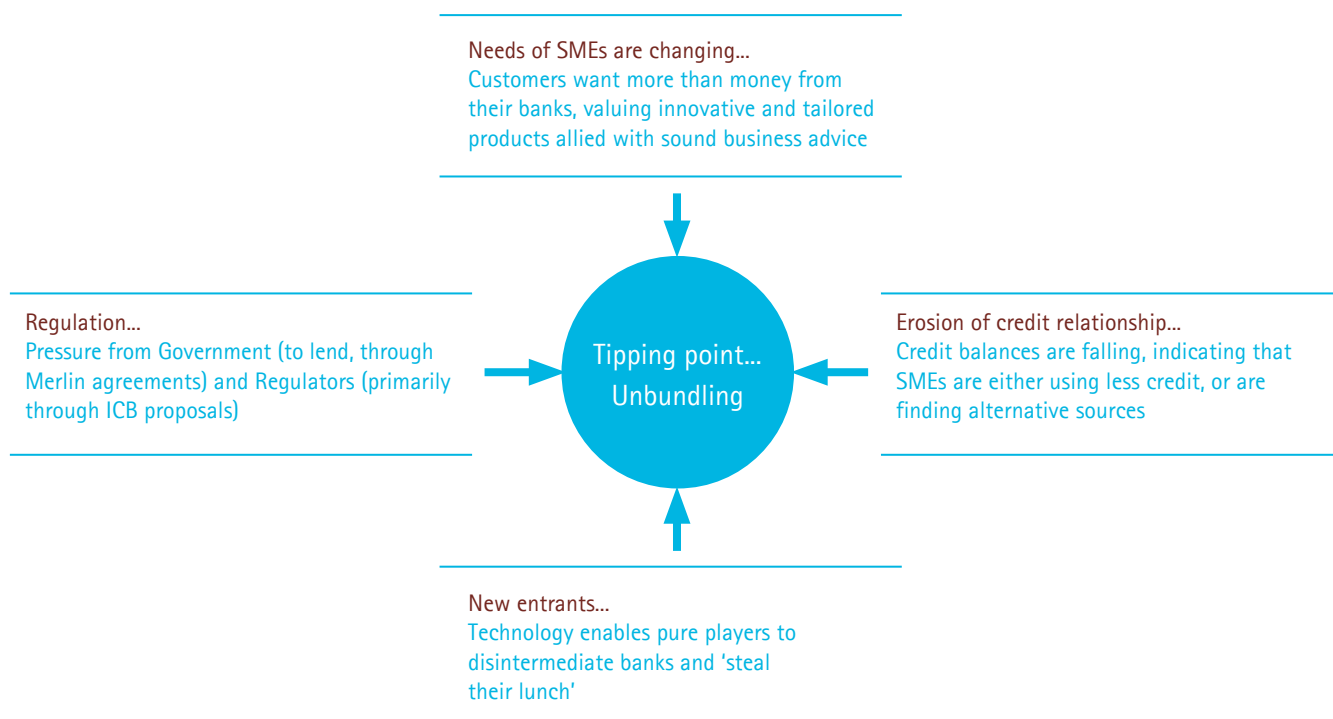 Needs of SMEs are changing...
Customers want more than money from
their banks, valuing innovative and tailored
products allied with sound business advice
Regulation...
Pressure from Government (to lend, through
Merlin agreements) and Regulators (primarily
through ICB proposals)
Tipping point...
Unbundling
Erosion of credit relationship...
Credit balances are falling, indicating that
SMEs are either using less credit, or are
finding alternative sources
New entrants...
Technology enables pure players to
disintermediate banks and ‘steal
their lunch’